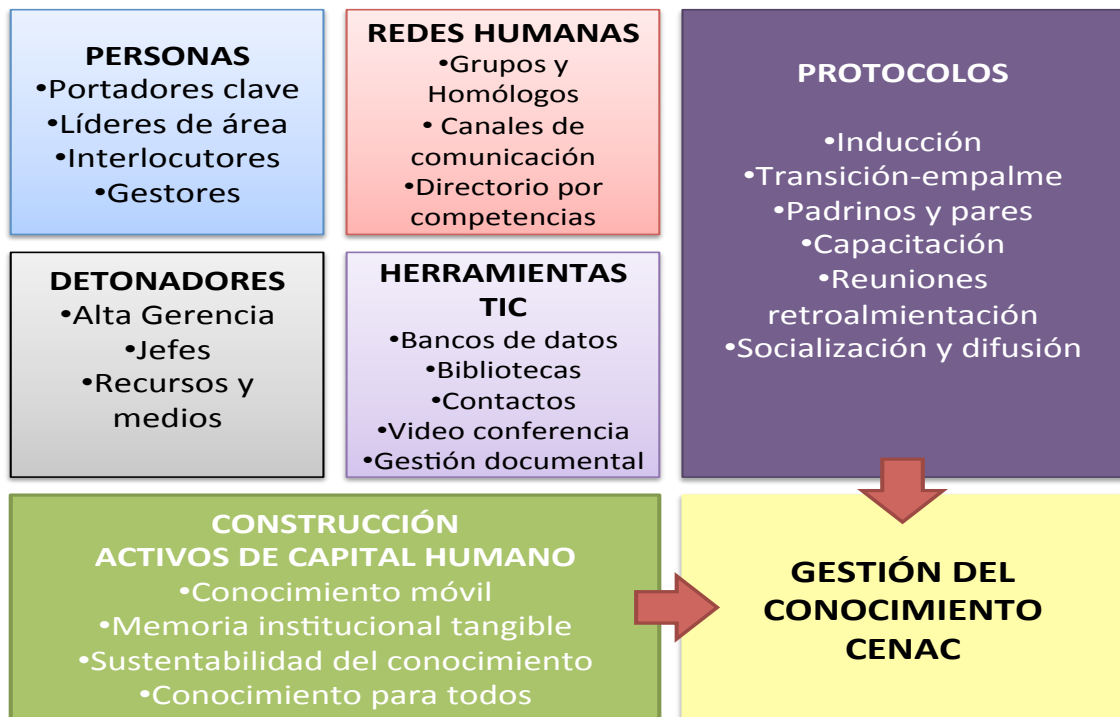 PERSONAS
•Portadores clave
•Líderes de área
•Interlocutores
•Gestores
REDES HUMANAS
•Grupos y
Homólogos
• Canales de
comunicación
•Directorio por
competencias
PROTOCOLOS
•Inducción
•Transición-empalme
•Padrinos y pares
•Capacitación
•Reuniones
retroalmientación
•Socialización y difusión
DETONADORES
•Alta Gerencia
•Jefes
•Recursos y
medios
HERRAMIENTAS
TIC
•Bancos de datos
•Bibliotecas
•Contactos
•Video conferencia
•Gestión documental
CONSTRUCCIÓN
ACTIVOS DE CAPITAL HUMANO
•Conocimiento móvil
•Memoria institucional tangible
•Sustentabilidad del conocimiento
•Conocimiento para todos
GESTIÓN DEL
CONOCIMIENTO
CENAC